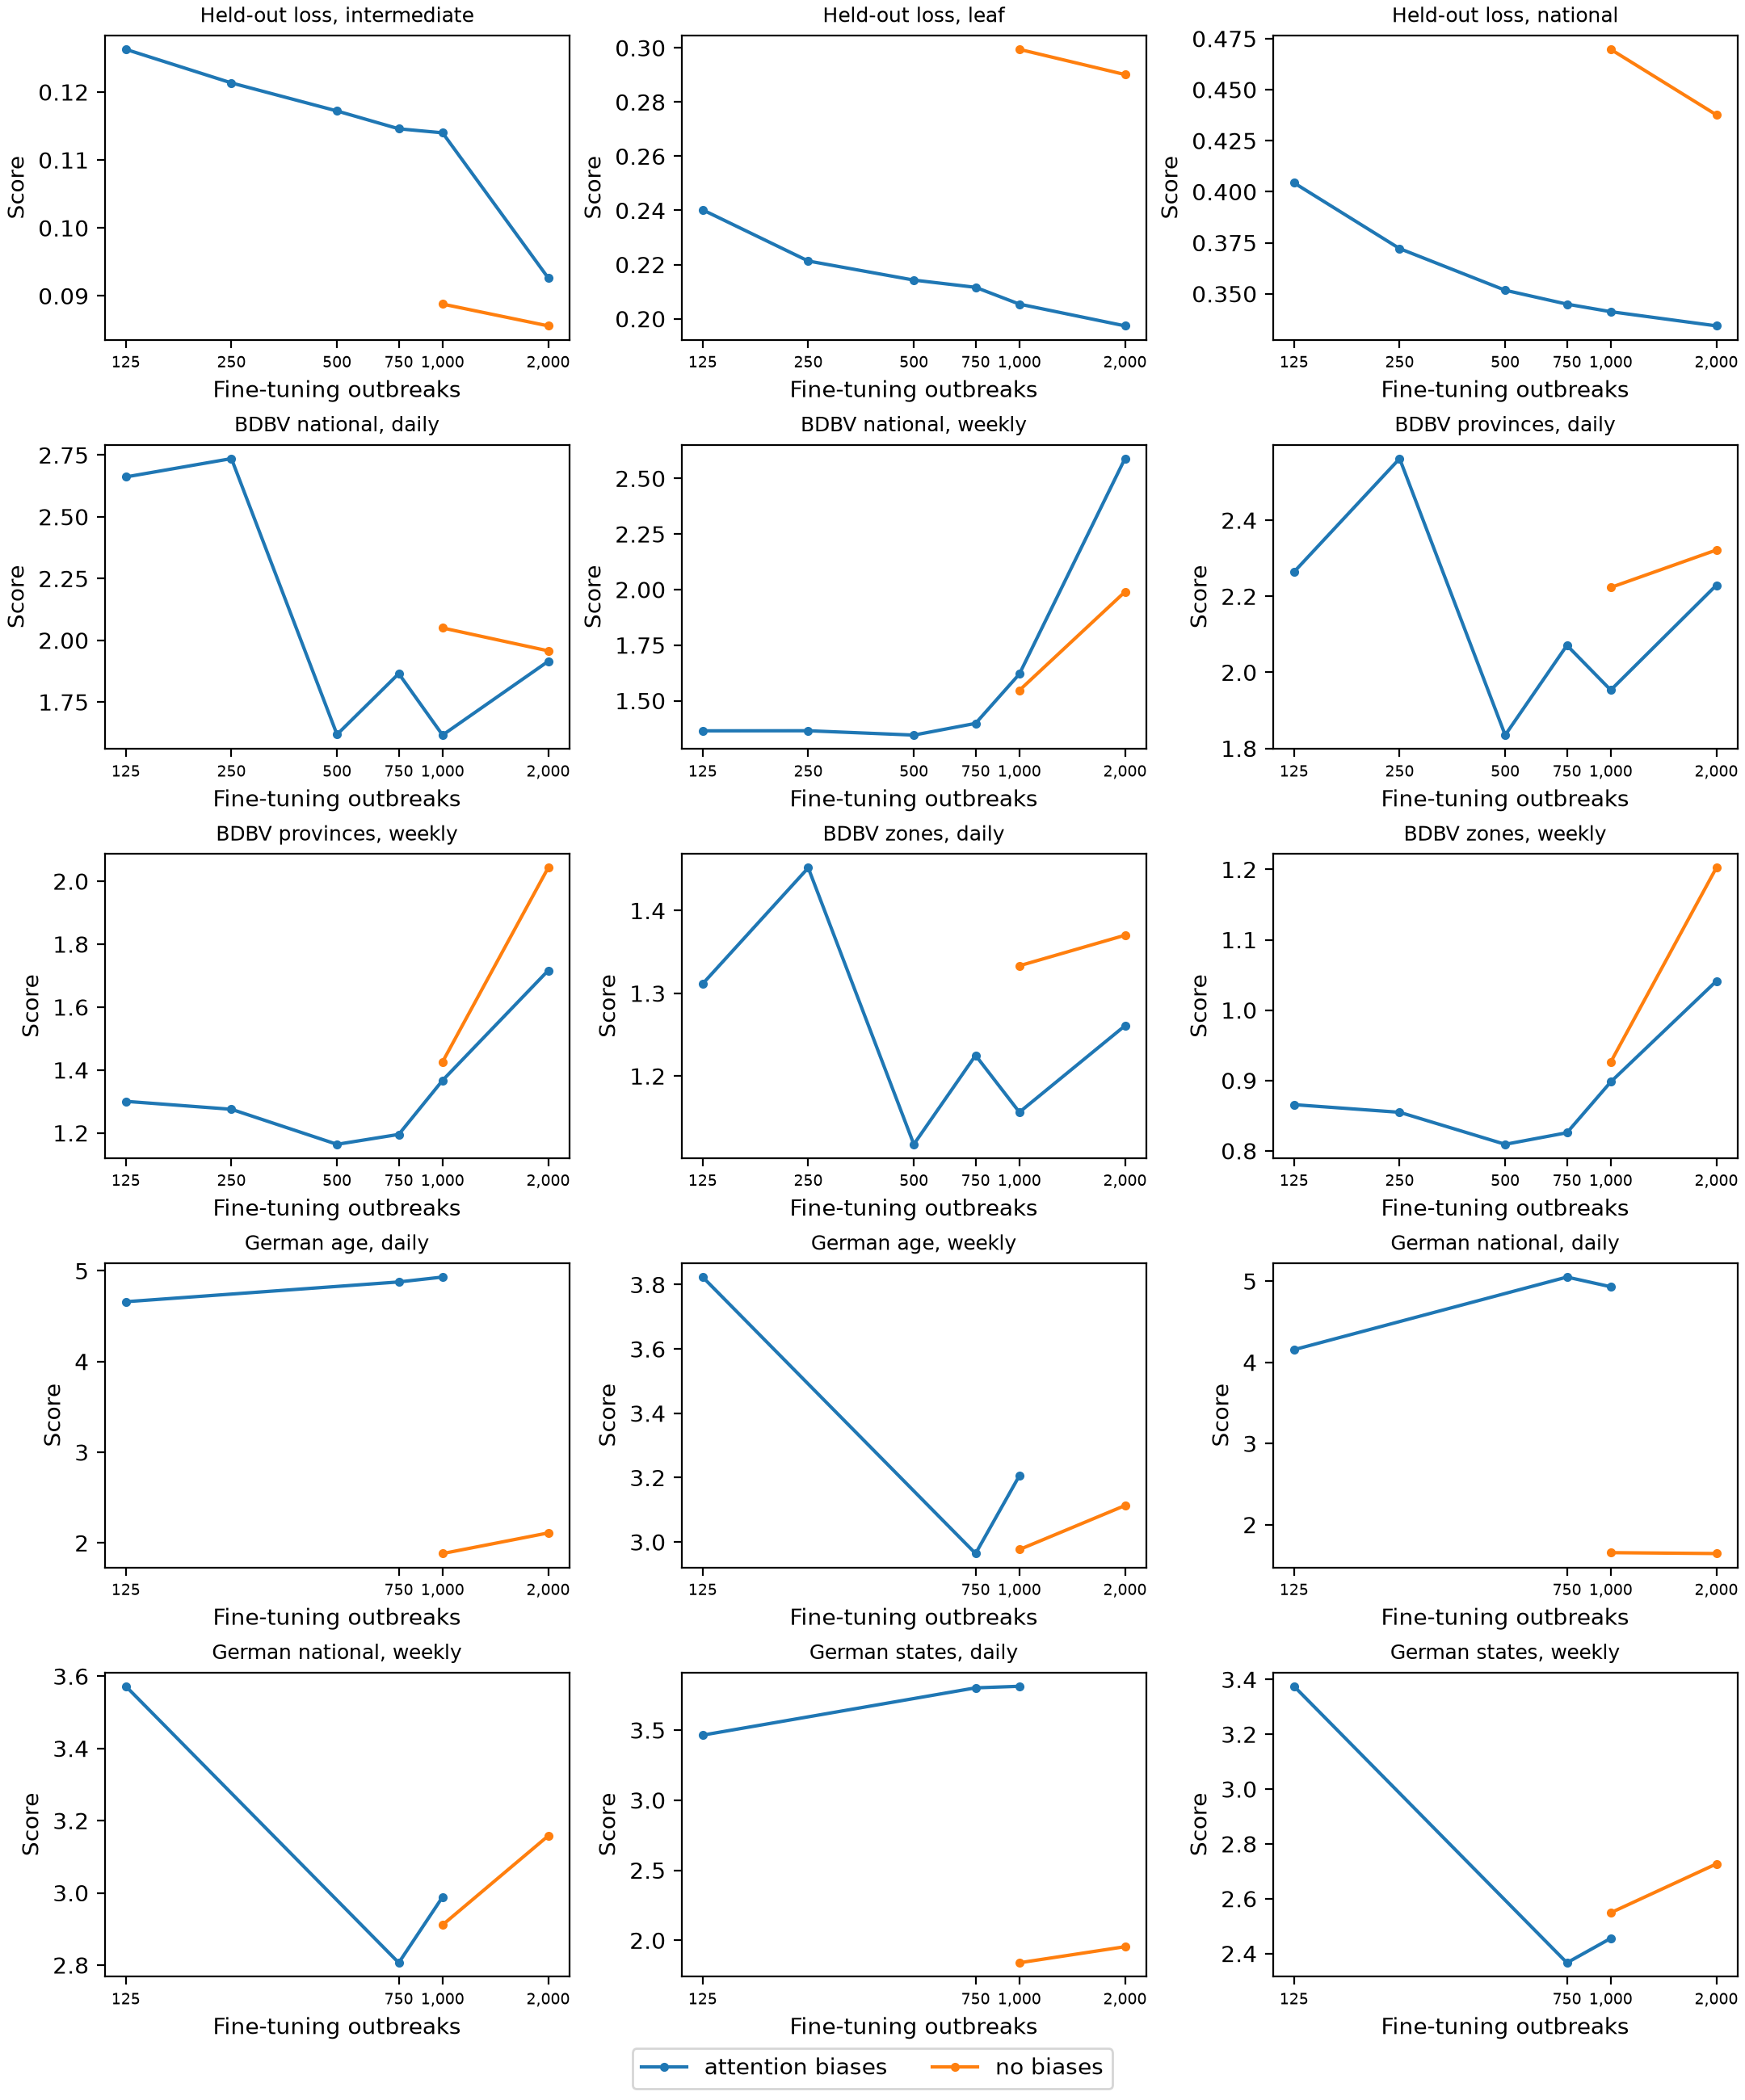 Held-out loss, intermediate
0.12
0.11
0.10
0.09
Score
125 250 500 750 1,000 2,000
Fine-tuning outbreaks
Held-out loss, leaf
0.30
0.28
0.26
0.24
0.22
0.20
Score
125 250 500 750 1,000 2,000
Fine-tuning outbreaks
Held-out loss, national
0.475
0.450
0.425
0.400
0.375
0.350
Score
125 250 500 750 1,000 2,000
Fine-tuning outbreaks
BDBV national, daily
2.75
2.50
2.25
2.00
1.75
Score
125 250 500 750 1,000 2,000
Fine-tuning outbreaks
BDBV national, weekly
2.50
2.25
2.00
1.75
1.50
Score
125 250 500 750 1,000 2,000
Fine-tuning outbreaks
BDBV provinces, daily
2.4
2.2
2.0
1.8
Score
125 250 500 750 1,000 2,000
Fine-tuning outbreaks
BDBV provinces, weekly
2.0
1.8
1.6
1.4
1.2
Score
125 250 500 750 1,000 2,000
Fine-tuning outbreaks
BDBV zones, daily
1.4
1.3
1.2
Score
125 250 500 750 1,000 2,000
Fine-tuning outbreaks
BDBV zones, weekly
1.2
1.1
1.0
0.9
0.8
Score
125 250 500 750 1,000 2,000
Fine-tuning outbreaks
German age, daily
5
4
3
2
Score
125 750 1,000 2,000
Fine-tuning outbreaks
German age, weekly
3.8
3.6
3.4
3.2
3.0
Score
125 750 1,000 2,000
Fine-tuning outbreaks
German national, daily
5
4
3
2
Score
125 750 1,000 2,000
Fine-tuning outbreaks
German national, weekly
3.6
3.4
3.2
3.0
2.8
Score
125 750 1,000 2,000
Fine-tuning outbreaks
German states, daily
3.5
3.0
2.5
2.0
Score
125 750 1,000 2,000
Fine-tuning outbreaks
German states, weekly
3.4
3.2
3.0
2.8
2.6
2.4
Score
125 750 1,000 2,000
Fine-tuning outbreaks
attention biases no biases